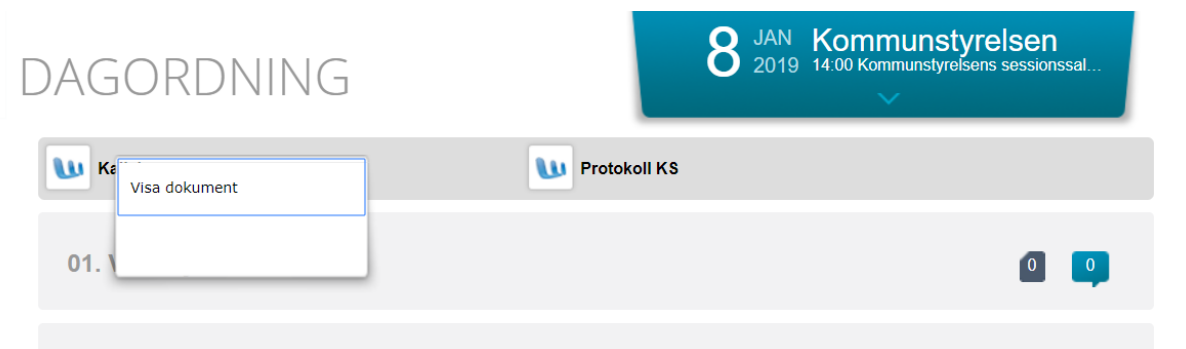 DAGORDNING
8 JAN 2019
Kommunstyrelsen
14:00 Kommunstyrelsens sessionssal...
Visa dokument
Protokoll KS
01.
0
0